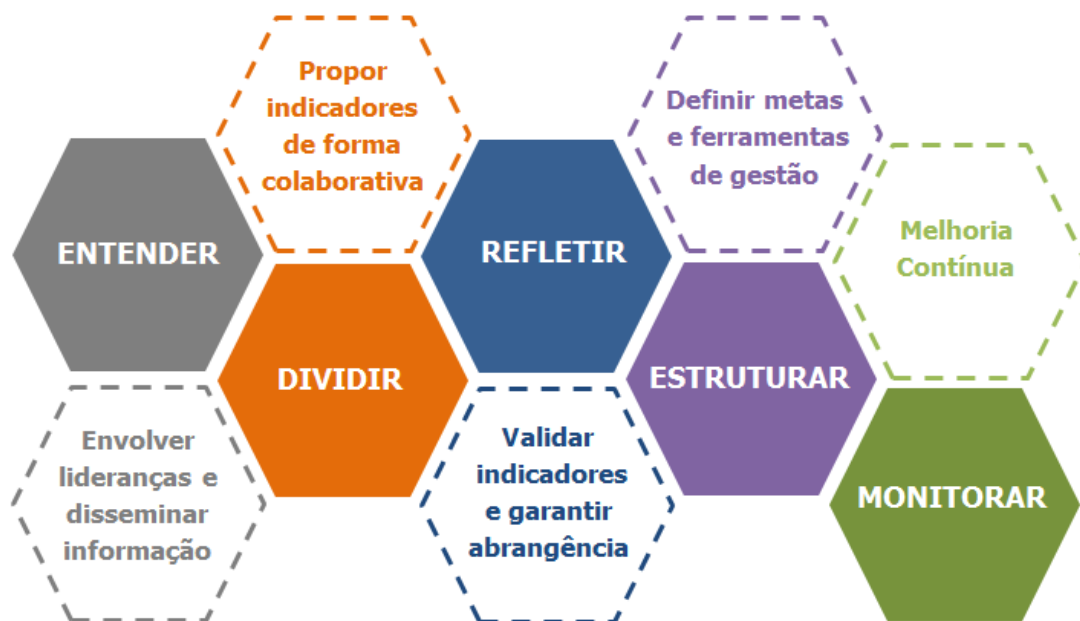 ENTENDER
Envolver
lideranças e
disseminar
informação
Propor
indicadores
de forma
colaborativa
DIVIDIR
REFLETIR
Validar
indicadores
e garantir
abrangência
Definir metas
e ferramentas
de gestão
ESTRUTURAR
Melhoria
Contínua
MONITORAR